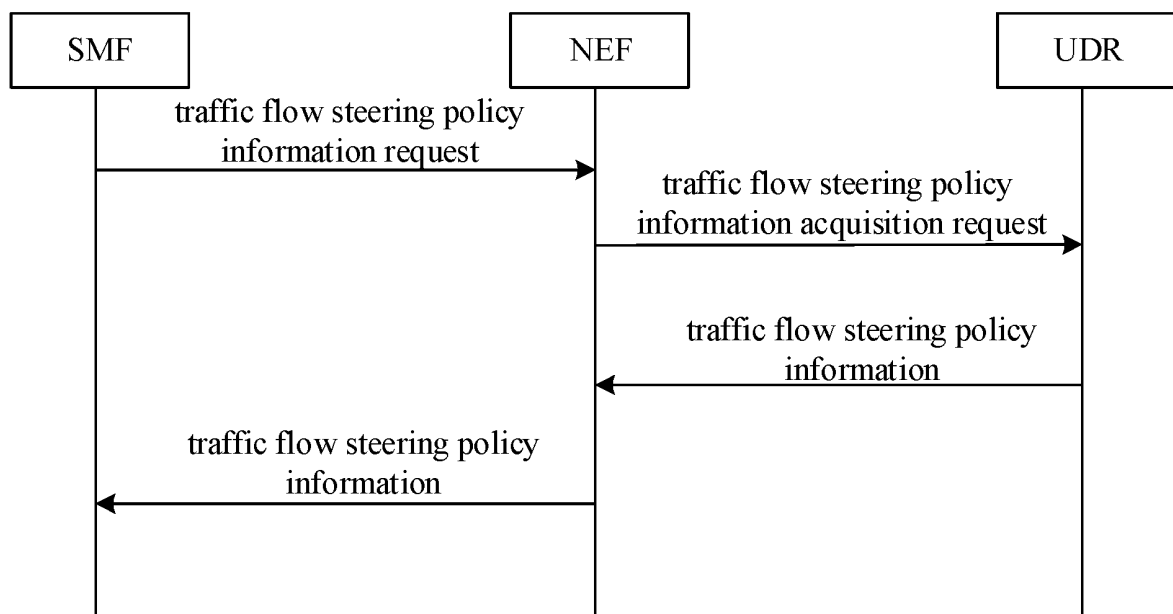 SMF
NEF
UDR
traffic flow steering policy
information request
traffic flow steering policy
information acquisition request
traffic flow steering policy
information
traffic flow steering policy
information